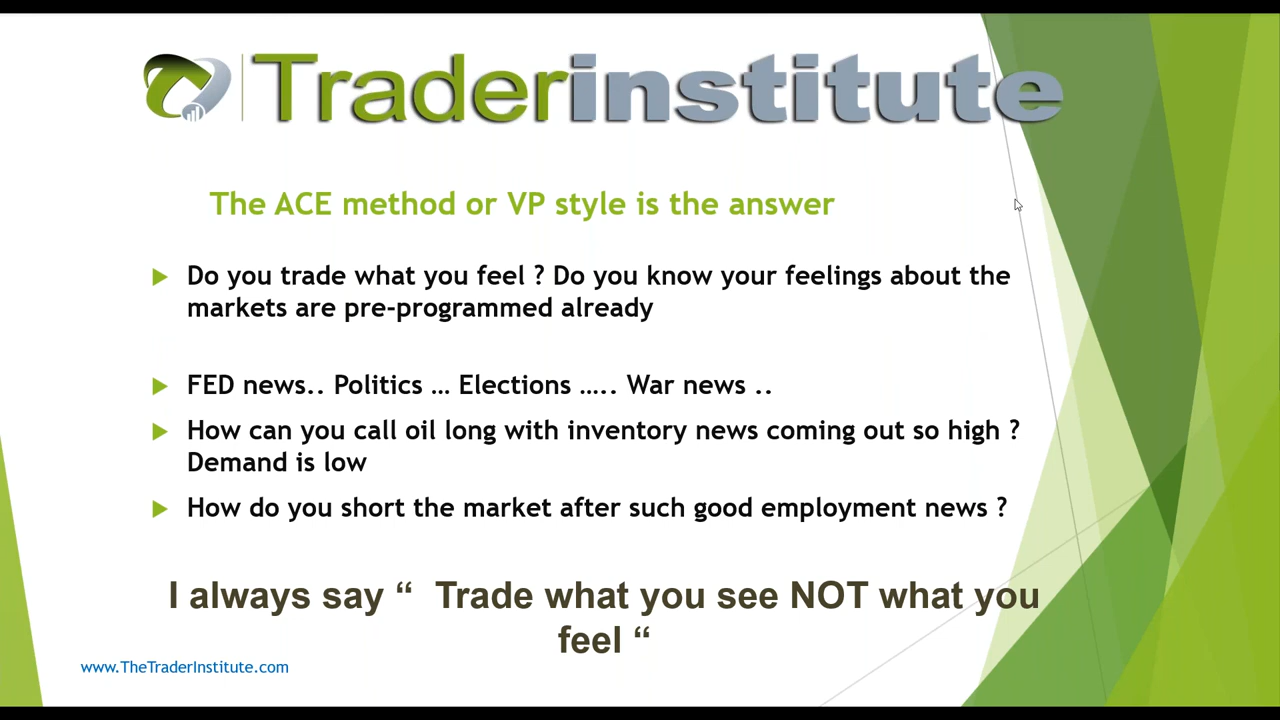 Traderinstitute
The ACE method or VP style is the answer
Do you trade what you feel ? Do you know your feelings about the
markets are pre-programmed already
FED news.. Politics … Elections ….. War news ..
How can you call oil long with inventory news coming out so high ?
Demand is low
How do you short the market after such good employment news ?
I always say “  Trade what you see NOT what you
feel “
www.TheTraderInstitute.com